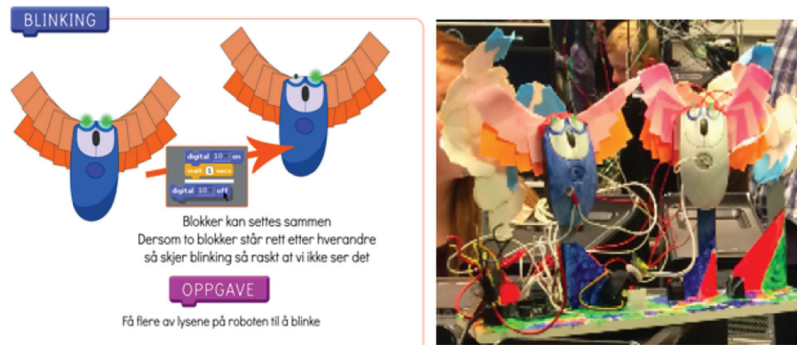 BLINKING
digital 10 on
wait 1 secs
digital 10 off
Blokker kan settes sammen
Dersom to blokker står rett etter hverandre
så skjer blinking så raskt at vi ikke ser det
OPPGAVE
Få flere av lysene på roboten til å blinke